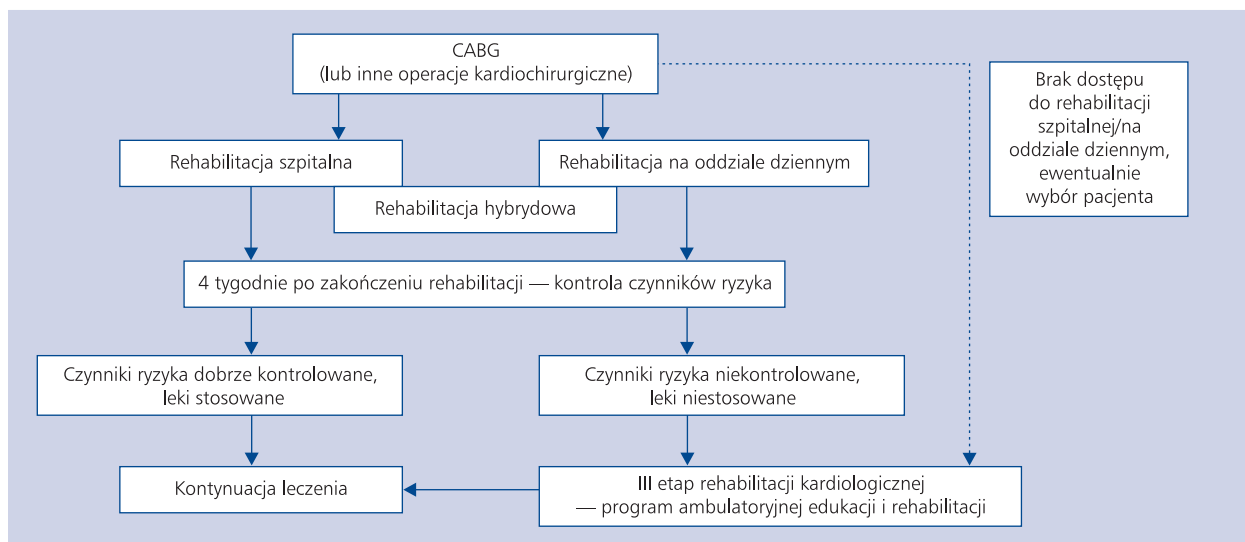 CABG
(lub inne operacje kardiochirurgiczne)
Brak dostępu
do rehabilitacji
szpitalnej/na
oddziale dziennym,
ewentualnie
wybór pacjenta
Rehabilitacja szpitalna
Rehabilitacja na oddziale dziennym
Rehabilitacja hybrydowa
4 tygodnie po zakończeniu rehabilitacji — kontrola czynników ryzyka
Czynniki ryzyka dobrze kontrolowane,
leki stosowane
Czynniki ryzyka niekontrolowane,
leki niestosowane
Kontynuacja leczenia
III etap rehabilitacji kardiologicznej
— program ambulatoryjnej edukacji i rehabilitacji